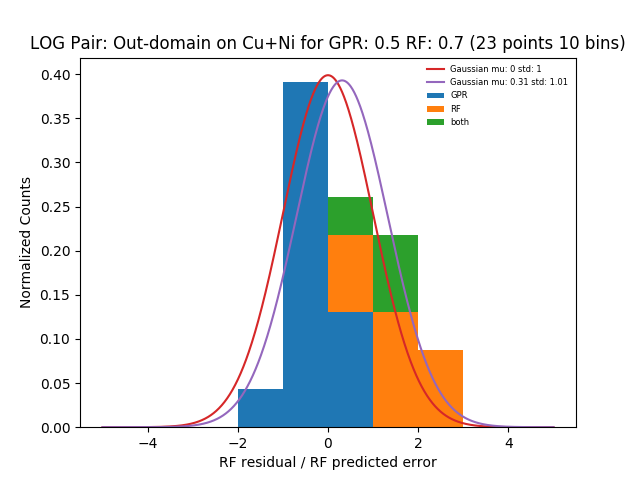 LOG Pair: Out-domain on Cu+Ni for GPR: 0.5 RF: 0.7 (23 points 10 bins)
Gaussian mu: 0 std: 1
Gaussian mu: 0.31 std: 1.01
GPR
RF
both
0.40
0.35
0.30
0.25
0.20
0.15
0.10
0.05
0.00
Normalized Counts
−4
−2
0
2
4
RF residual / RF predicted error